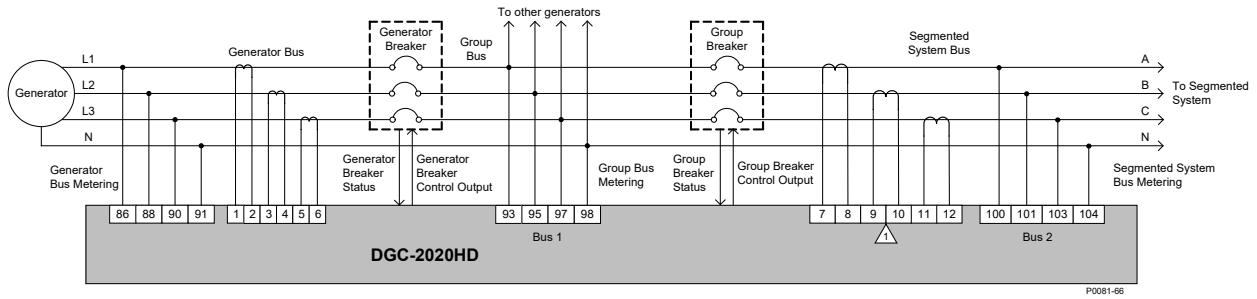 To other generators
Generator Bus
Generator
Breaker
Group
Bus
Group
Breaker
Segmented
System Bus
L1
A
L2
B
Generator
To Segmented
System
L3
C
N
N
Generator
Bus Metering
Generator
Breaker
Status
Generator
Breaker
Control Output
Group Bus
Metering
Group
Breaker
Status
Group Breaker
Control Output
Segmented System
Bus Metering
86 88 90 91 1 2 3 4 5 6 93 95 97 98 7 8 9 10 11 12 100 101 103 104
Bus 1
1
Bus 2
DGC-2020HD
P0081-66